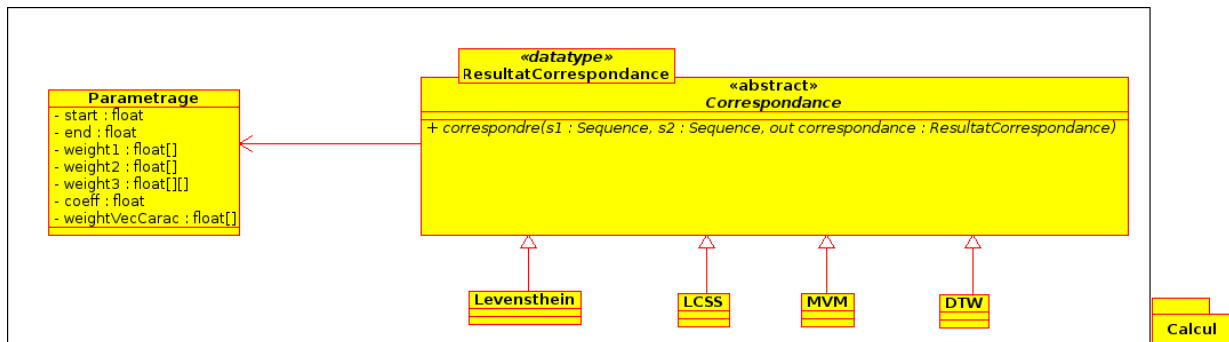 «datatype»
ResultatCorrespondance
«abstract»
Correspondance
+ correspondre(s1 : Sequence, s2 : Sequence, out correspondance : ResultatCorrespondance)
Parametrage
- start : float
- end : float
- weight1 : float[]
- weight2 : float[]
- weight3 : float[][]
- coeff : float
- weightVecCarac : float[]
Levensthein
LCSS
MVM
DTW
Calcul